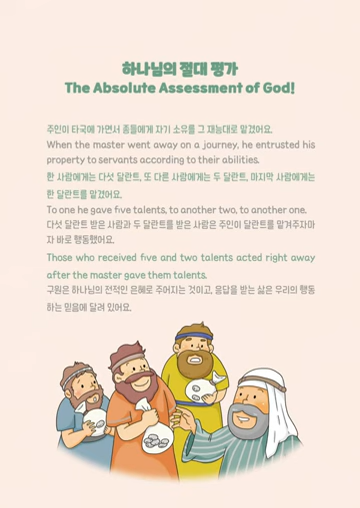 하나님의 절대 평가
The Absolute Assessment of God!
주인이 타국에 가면서 종들에게 자기 소유를 그 재능대로 맡겼어요.
When the master went away on a journey, he entrusted his
property to servants according to their abilities.
한 사람에게는 다섯 달란트, 또 다른 사람에게는 두 달란트, 마지막 사람에게는
한 달란트를 맡겼어요.
To one he gave five talents, to another two, to another one.
다섯 달란트 받은 사람과 두 달란트를 받은 사람은 주인이 달란트를 맡겨주자마
자 바로 행동했어요.
Those who received five and two talents acted right away
after the master gave them talents.
구원은 하나님의 전적인 은혜로 주어지는 것이고, 응답을 받는 삶은 우리의 행동
하는 믿음에 달려 있어요.